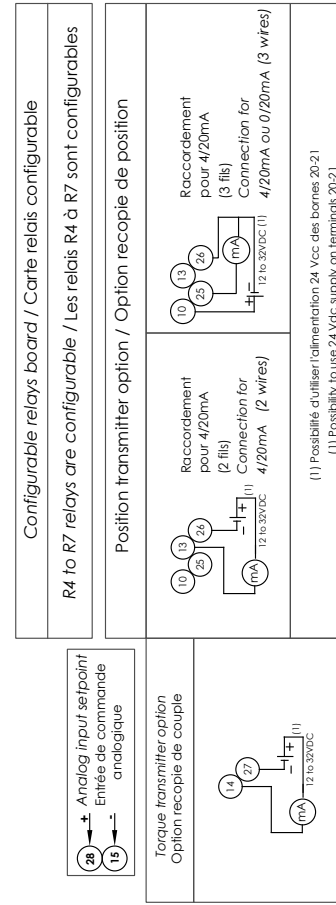 Configurable relays board / Carte relais configurable
R4 to R7 relays are configurable / Les relais R4 à R7 sont configurables
28 + Analog input setpoint
15 - Entrée de commande
analogique
Position transmitter option / Option recopie de position
Torque transmitter option
Option recopie de couple
14
27
mA
- +
(1)
12 to 32VDC
10
13
25
26
mA
- +
(1)
12 to 32VDC
Raccordement
pour 4/20mA
(2 fils)
Connection for
4/20mA (2 wires)
10
13
25
26
mA
+ -
12 to 32VDC (1)
Raccordement
pour 4/20mA
(3 fils)
Connection for
4/20mA ou 0/20mA (3 wires)
(1) Possibilité d'utiliser l'alimentation 24 Vcc des bornes 20-21
(1) Possibility to use 24 Vdc supply on terminals 20-21